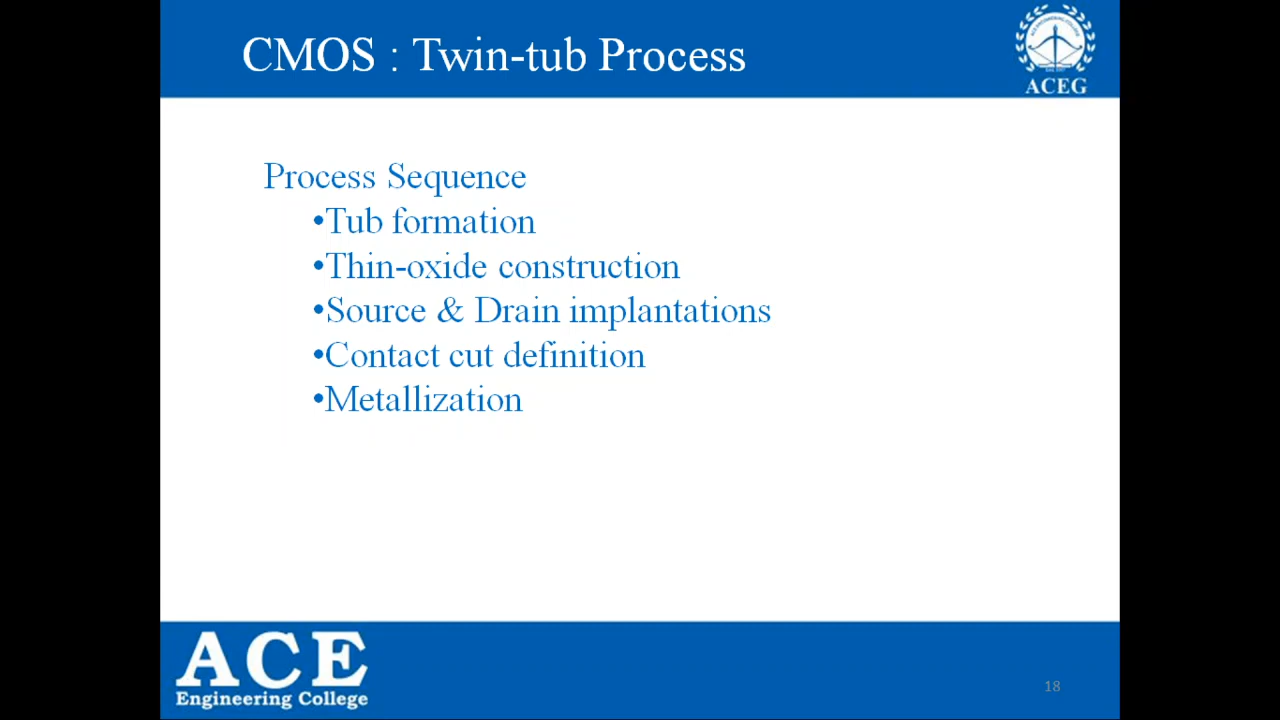 CMOS : Twin-tub Process
ACEG
Process Sequence
•Tub formation
•Thin-oxide construction
•Source & Drain implantations
•Contact cut definition
•Metallization
ACE
Engineering College
18